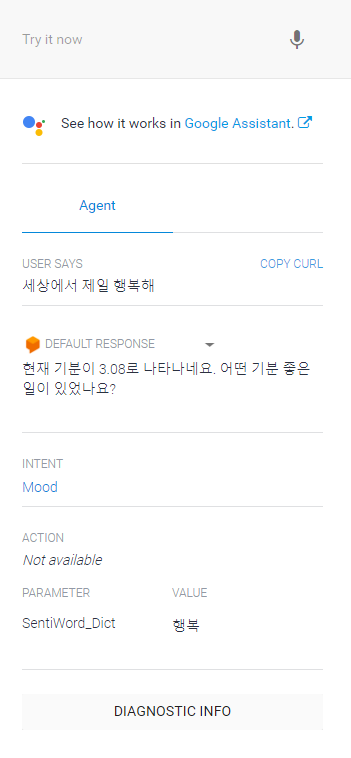 Try it now
See how it works in Google Assistant.
Agent
USER SAYS COPY CURL
세상에서 제일 행복해
DEFAULT RESPONSE
현재 기분이 3.08로 나타나네요. 어떤 기분 좋은
일이 있었나요?
INTENT
Mood
ACTION
Not available
PARAMETER VALUE
SentiWord_Dict 행복
DIAGNOSTIC INFO